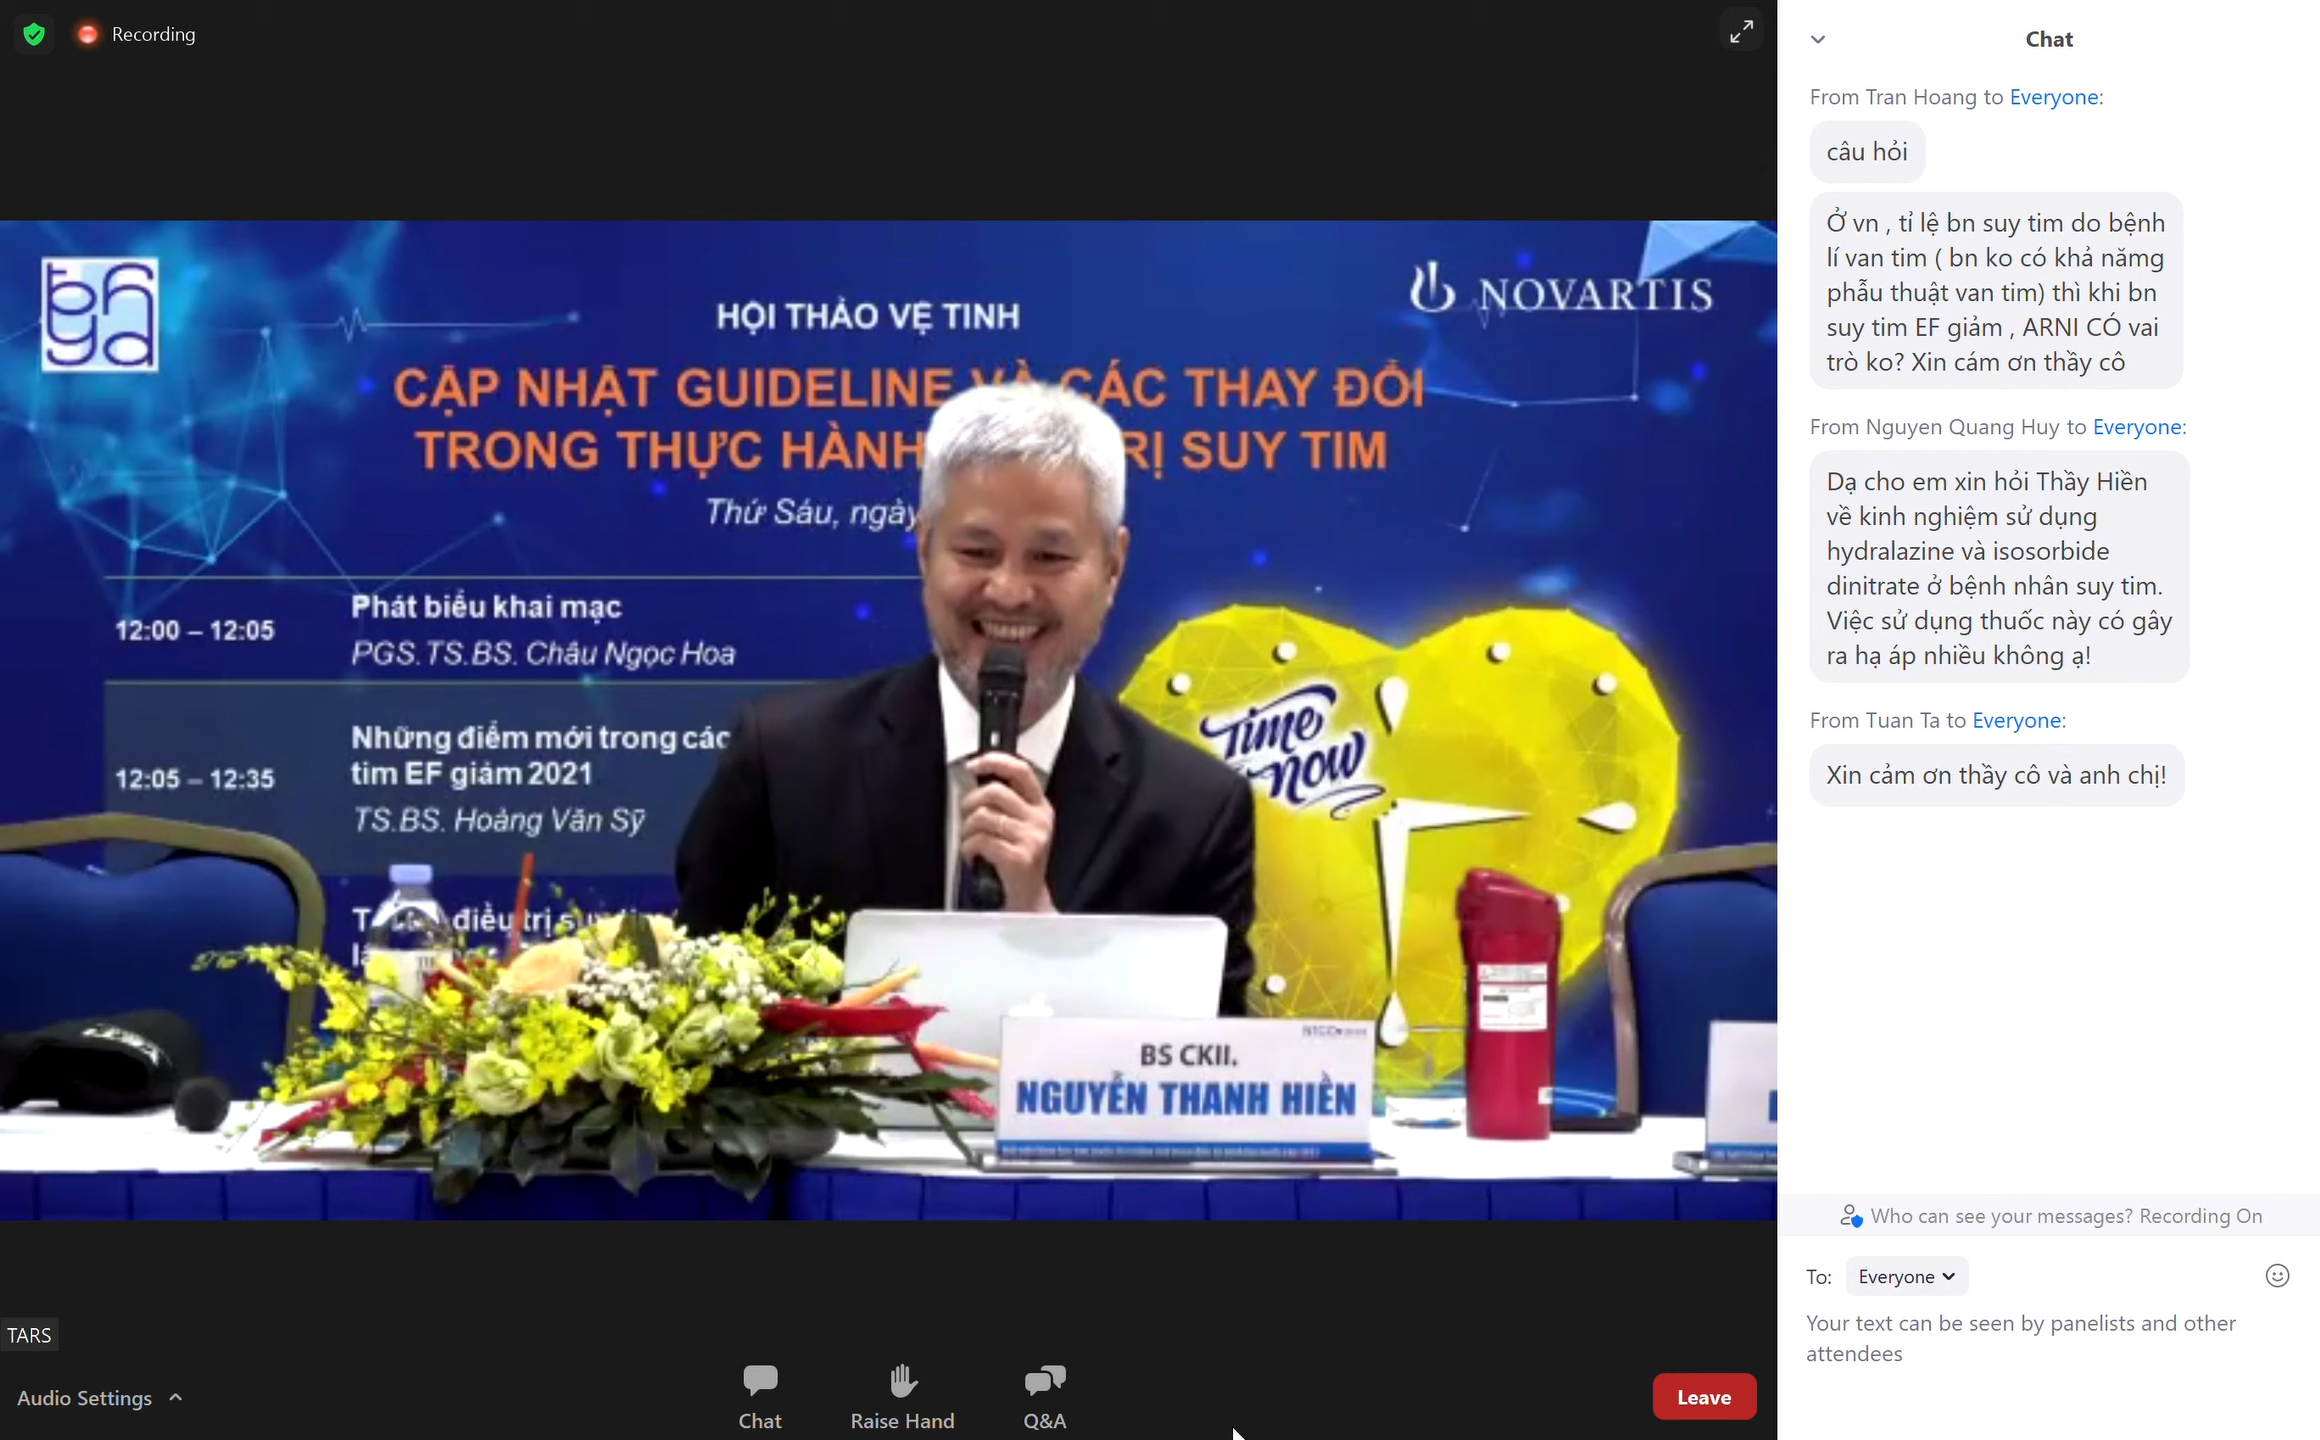 Recording
HỘI THẢO VỆ TINH
NOVARTIS
CẬP NHẬT GUIDELINE VÀ CÁC THAY ĐỔI
TRONG THỰC HÀNH RỊ SUY TIM
Thứ Sáu, ngày
12:00 – 12:05
Phát biểu khai mạc
PGS.TS.BS. Châu Ngọc Hoa
12:05 – 12:35
Những điểm mới trong các
tim EF giảm 2021
TS.BS. Hoàng Văn Sỹ
điều trị
Time
now
BS CKII.
NGUYỄN THANH HIỀN
TARS
Audio Settings
Chat
Raise Hand
Q&A
Leave
Chat
From Tran Hoang to Everyone:
câu hỏi
Ở vn , tỉ lệ bn suy tim do bệnh
lí van tim ( bn ko có khả nămg
phẫu thuật van tim) thì khi bn
suy tim EF giảm , ARNI CÓ vai
trò ko? Xin cám ơn thầy cô
From Nguyen Quang Huy to Everyone:
Dạ cho em xin hỏi Thầy Hiền
về kinh nghiệm sử dụng
hydralazine và isosorbide
dinitrate ở bệnh nhân suy tim.
Việc sử dụng thuốc này có gây
ra hạ áp nhiều không ạ!
From Tuan Ta to Everyone:
Xin cảm ơn thầy cô và anh chị!
Who can see your messages? Recording On
To: Everyone
Your text can be seen by panelists and other
attendees